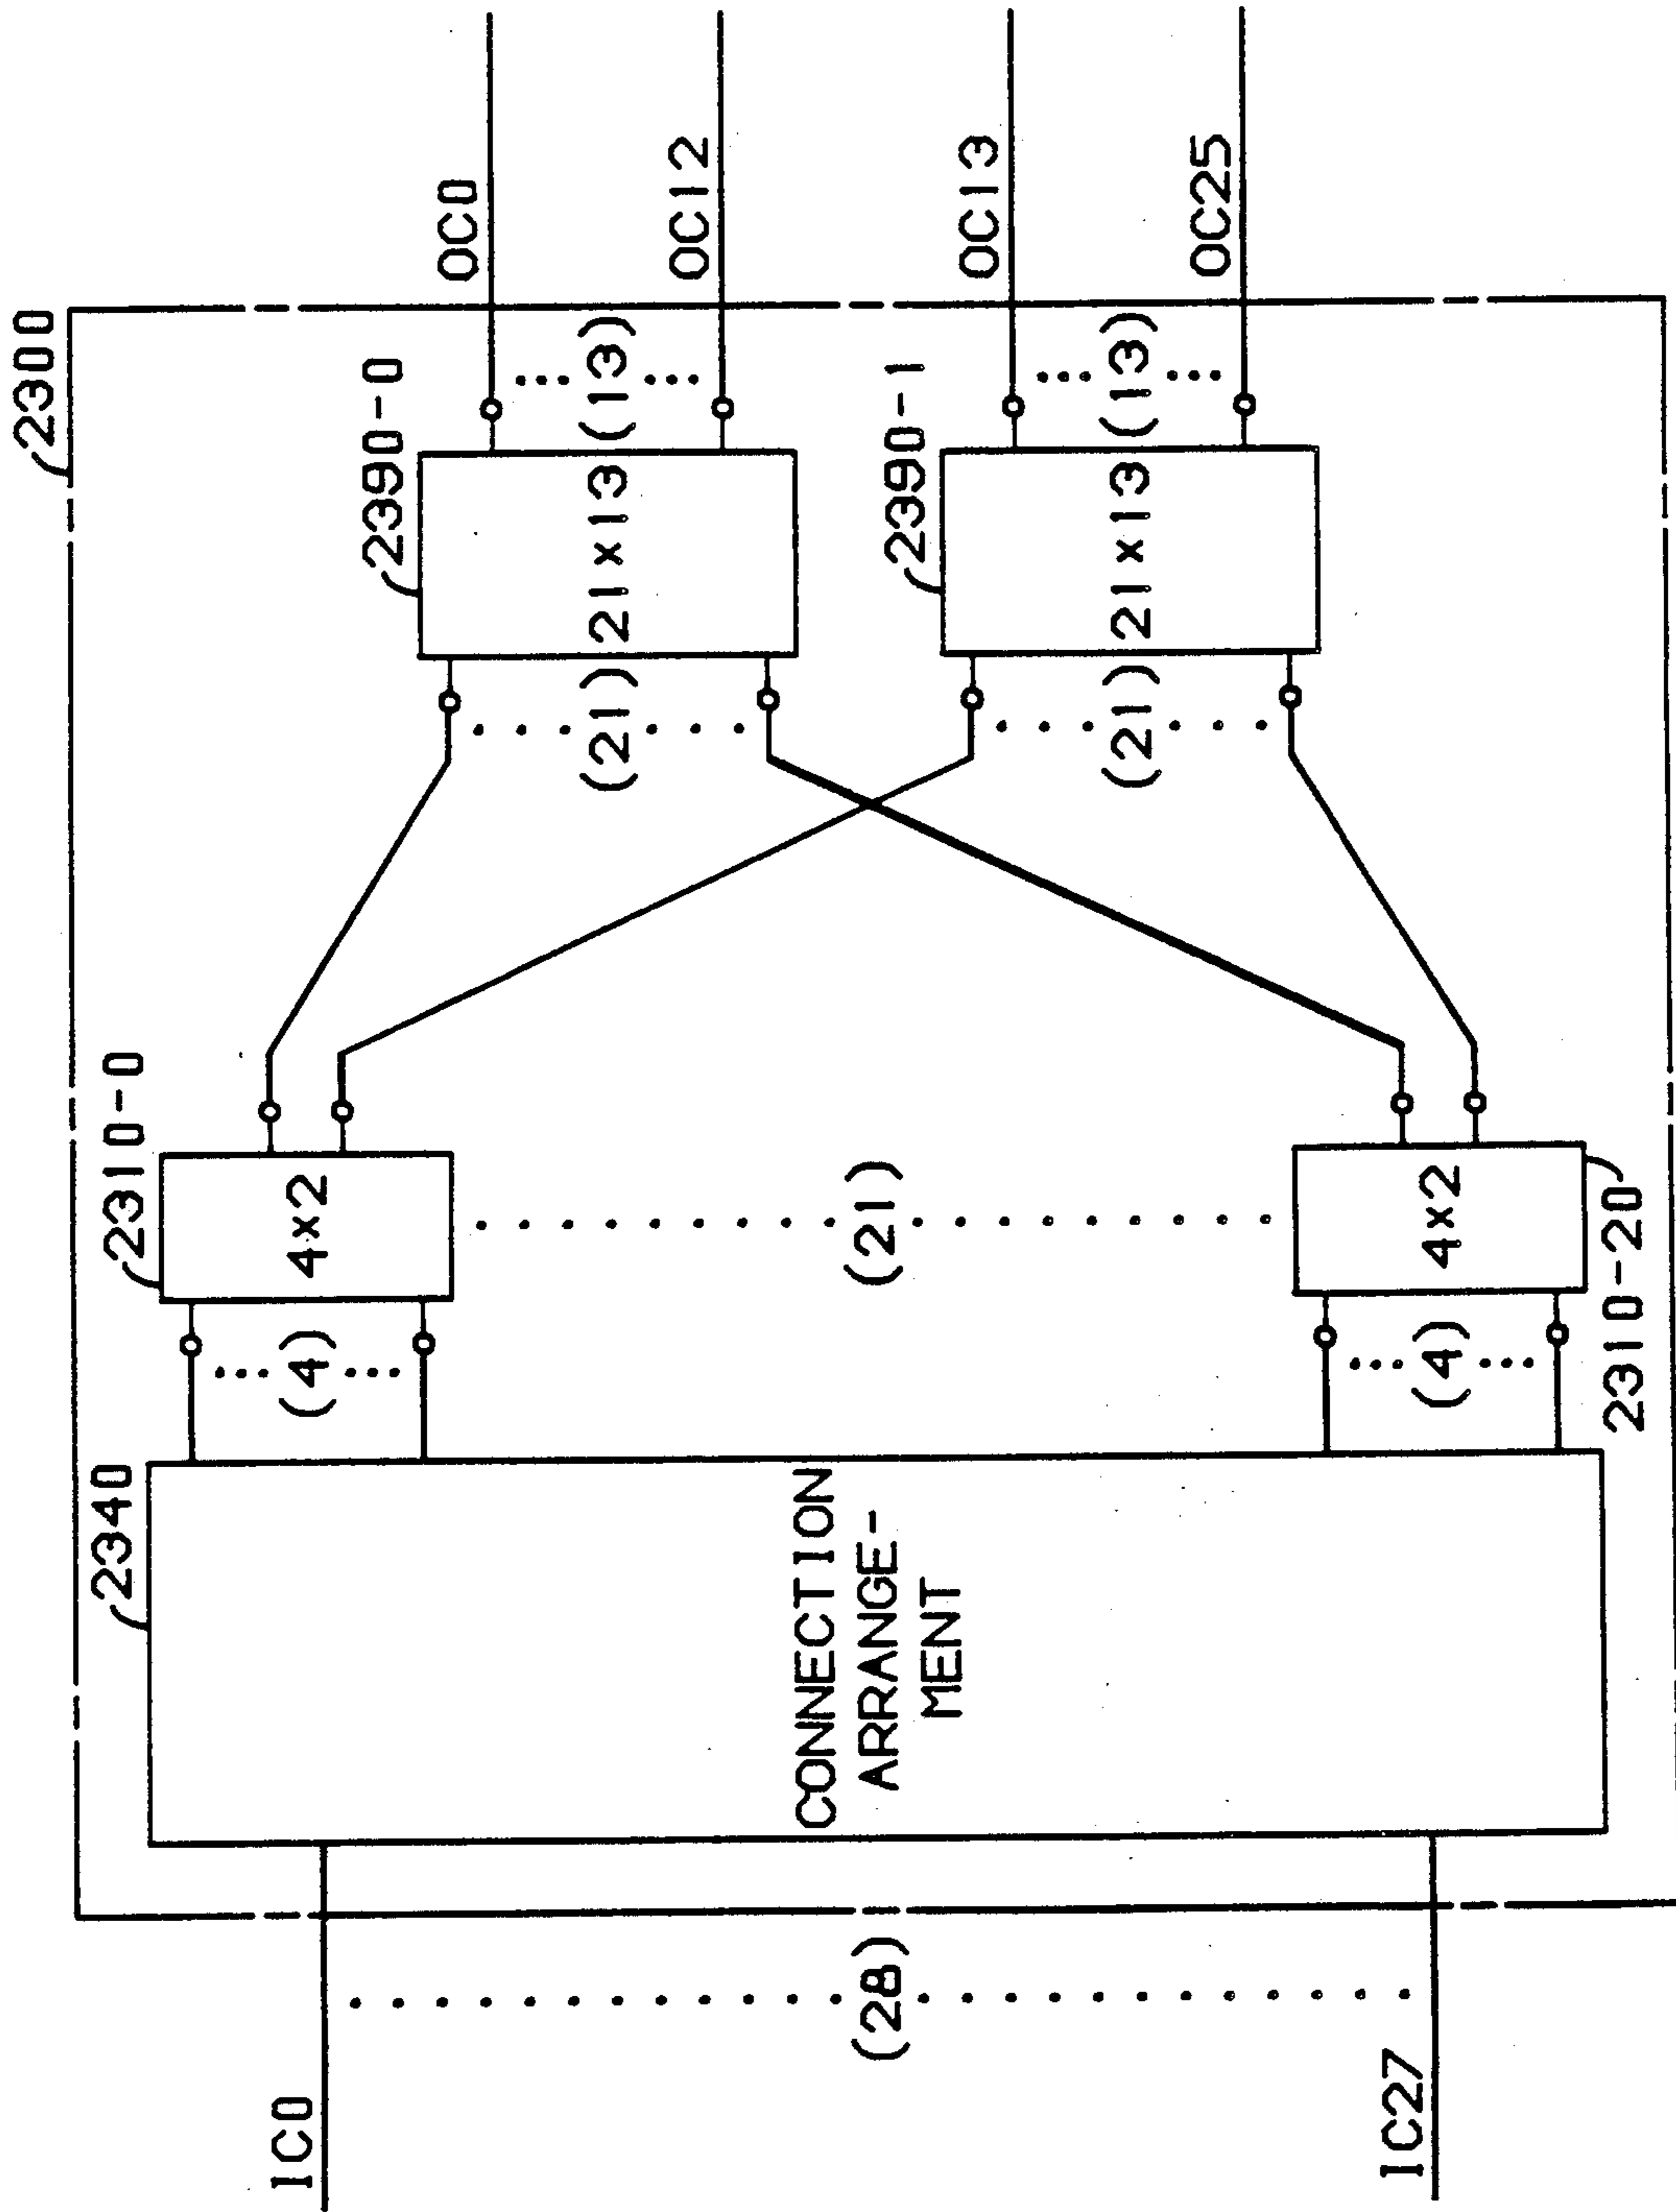 2300
2340
2310-0
2390-0
OC0
(4)
4×2
(21)
21×13
(13)
OC12
IC0
(28)
CONNECTION
ARRANGE-
MENT
(21)
2390-1
OC13
(21)
21×13
(13)
OC25
IC27
(4)
4×2
2310-20